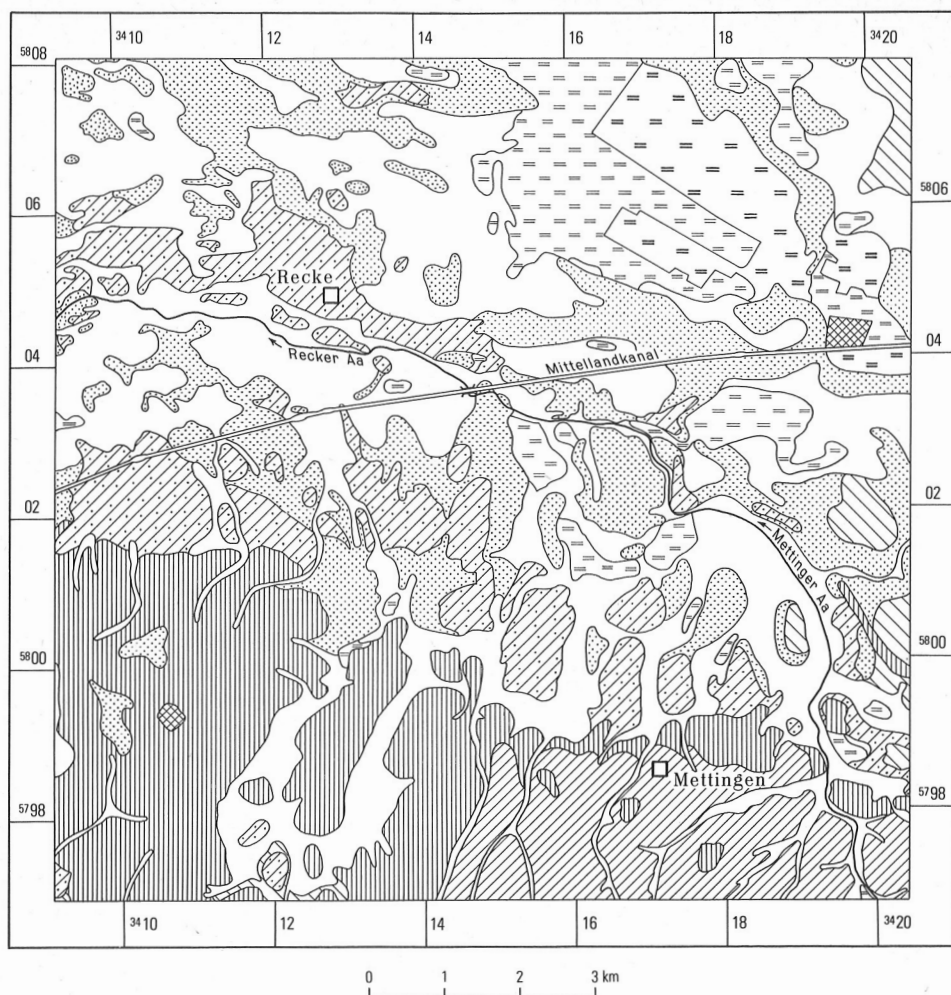 3410 12 14 16 18 3420
5808
5806
06
Recke
Recker Aa
Mittellandkanal
04
04
02
02
Mettinger Aa
5800
5800
Mettingen
5798
5798
3410 12 14 16 18 3420
0 1 2 3 km